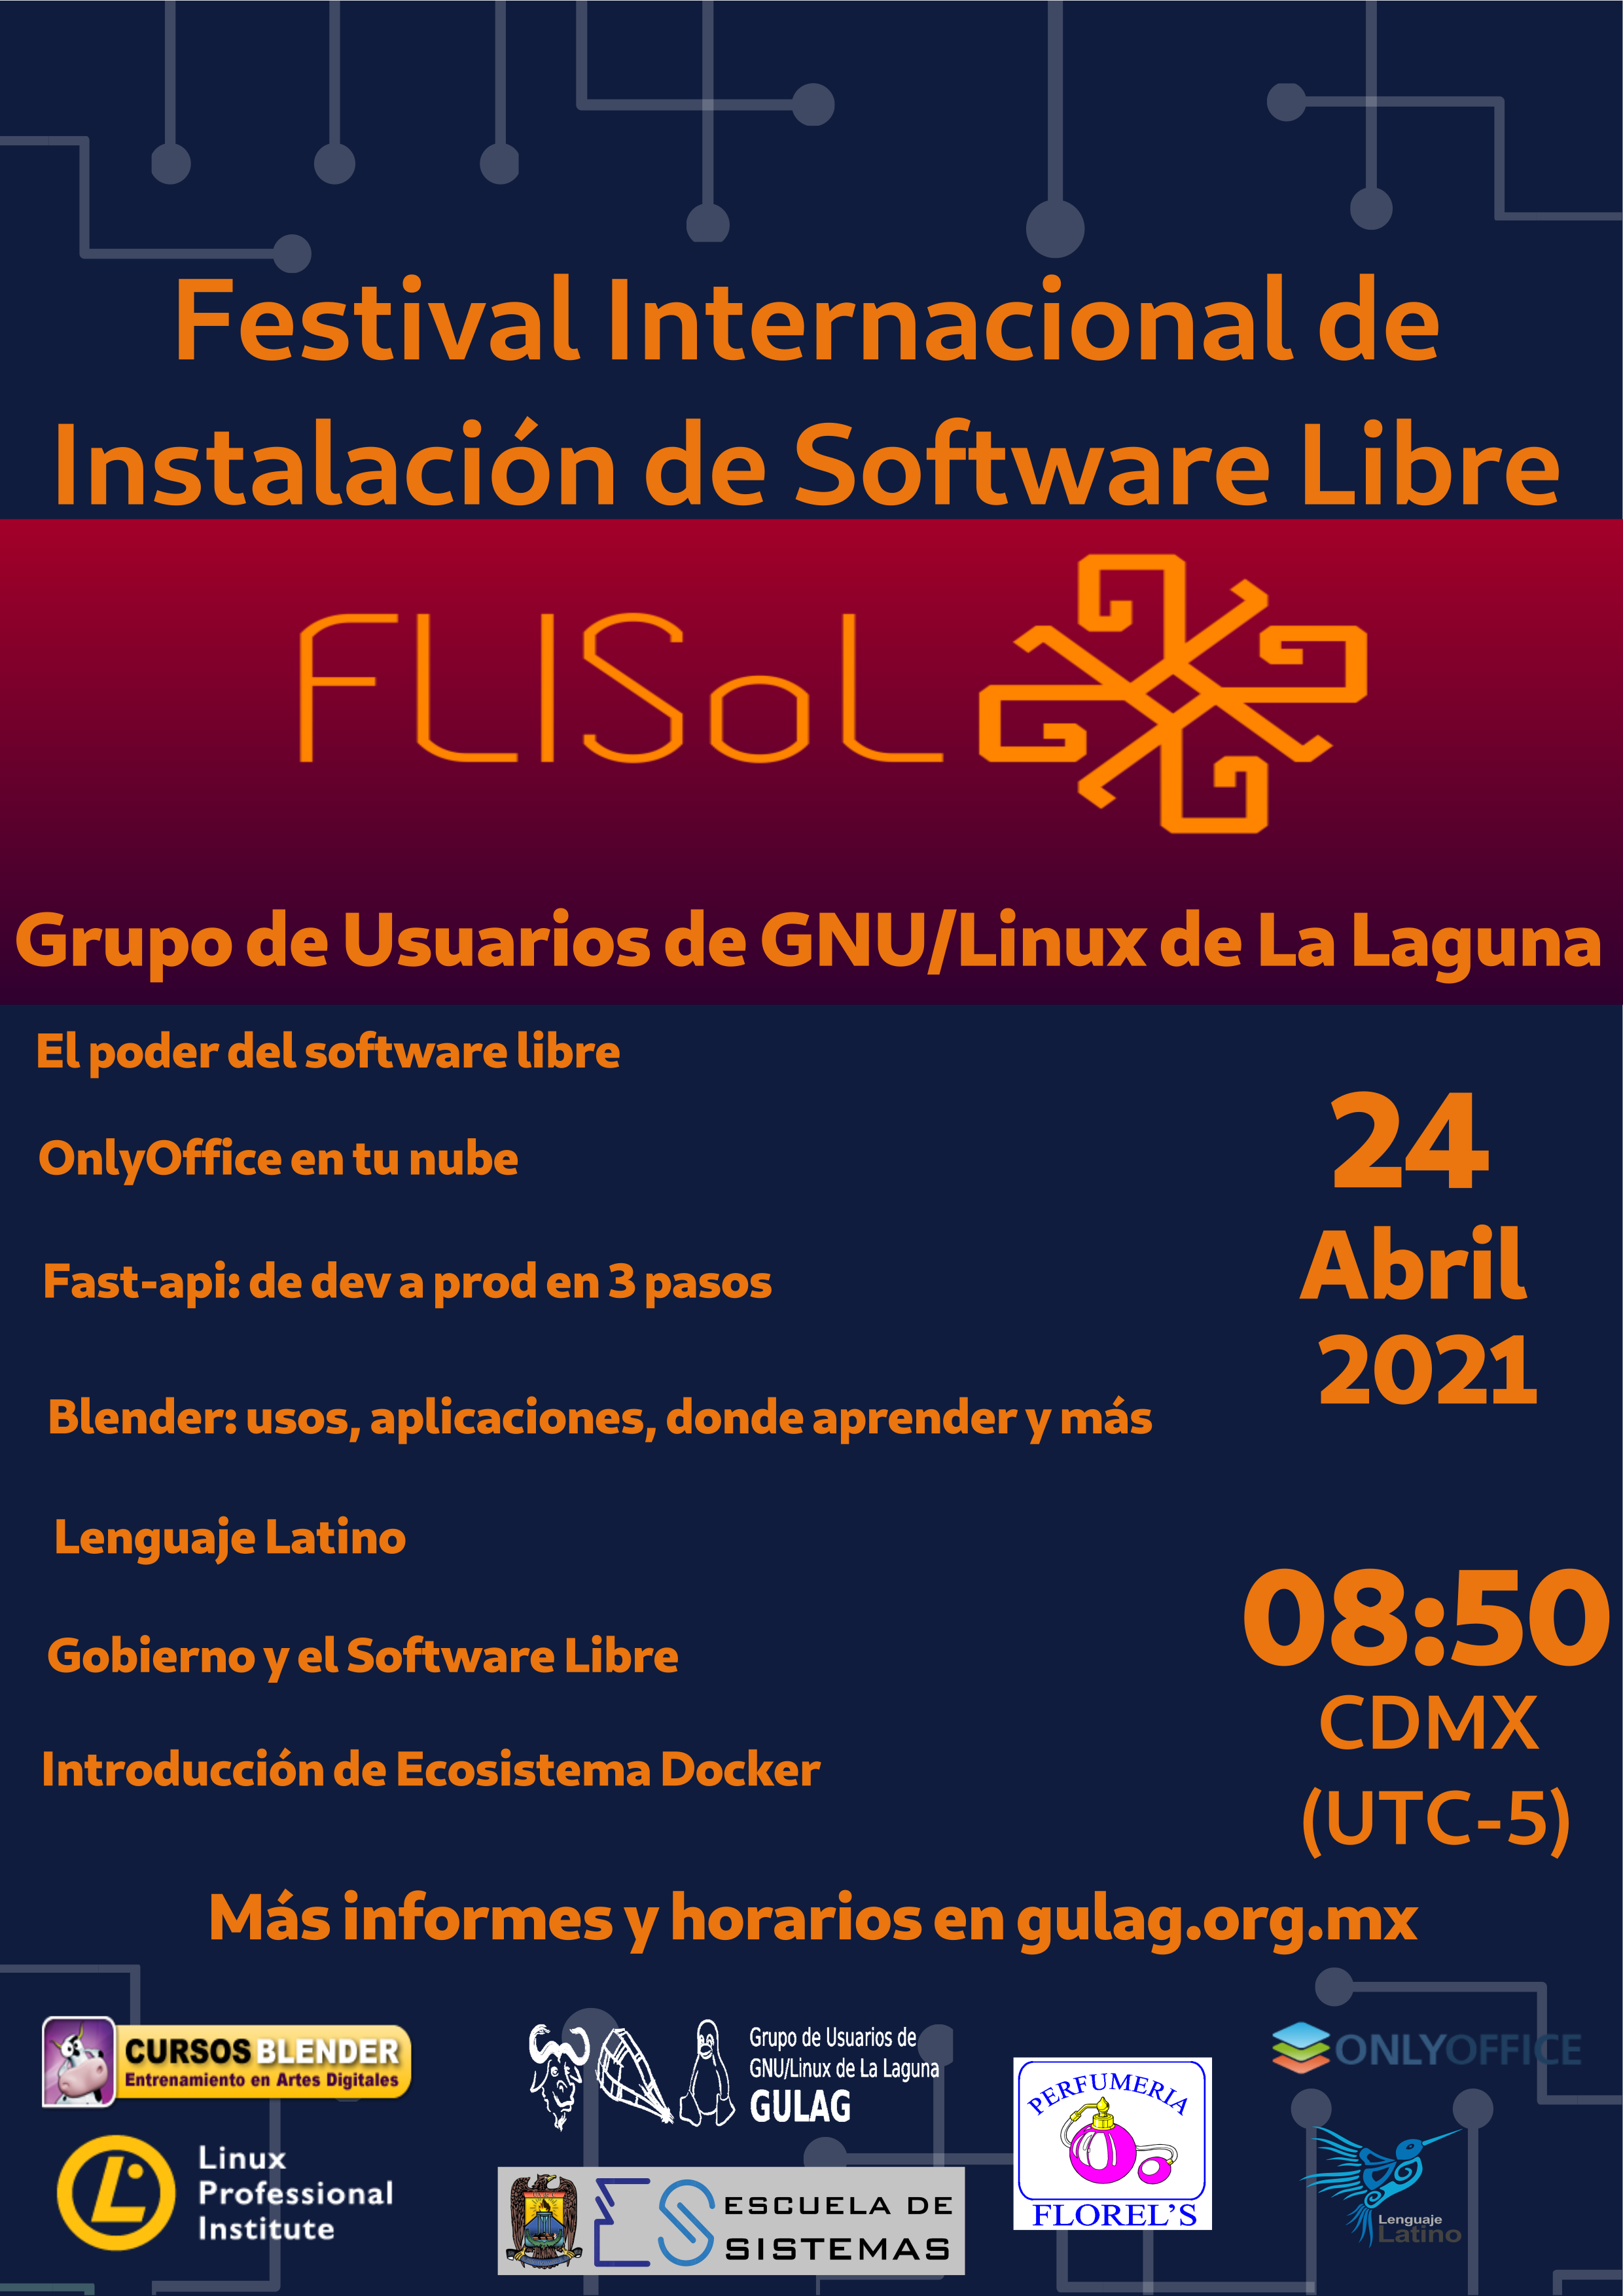 Festival Internacional de
Instalación de Software Libre
FLISoL
Grupo de Usuarios de GNU/Linux de La Laguna
El poder del software libre
OnlyOffice en tu nube
Fast-api: de dev a prod en 3 pasos
Blender: usos, aplicaciones, donde aprender y más
Lenguaje Latino
Gobierno y el Software Libre
Introducción de Ecosistema Docker
24
Abril
2021
08:50
CDMX
(UTC-5)
Más informes y horarios en gulag.org.mx
CURSOS BLENDER
Entrenamiento en Artes Digitales
Linux
Professional
Institute
Grupo de Usuarios de
GNU/Linux de La Laguna
GULAG
ES ESCUELA DE
SISTEMAS
PERFUMERIA
FLOREL'S
ONLYOFFICE
Lenguaje
Latino